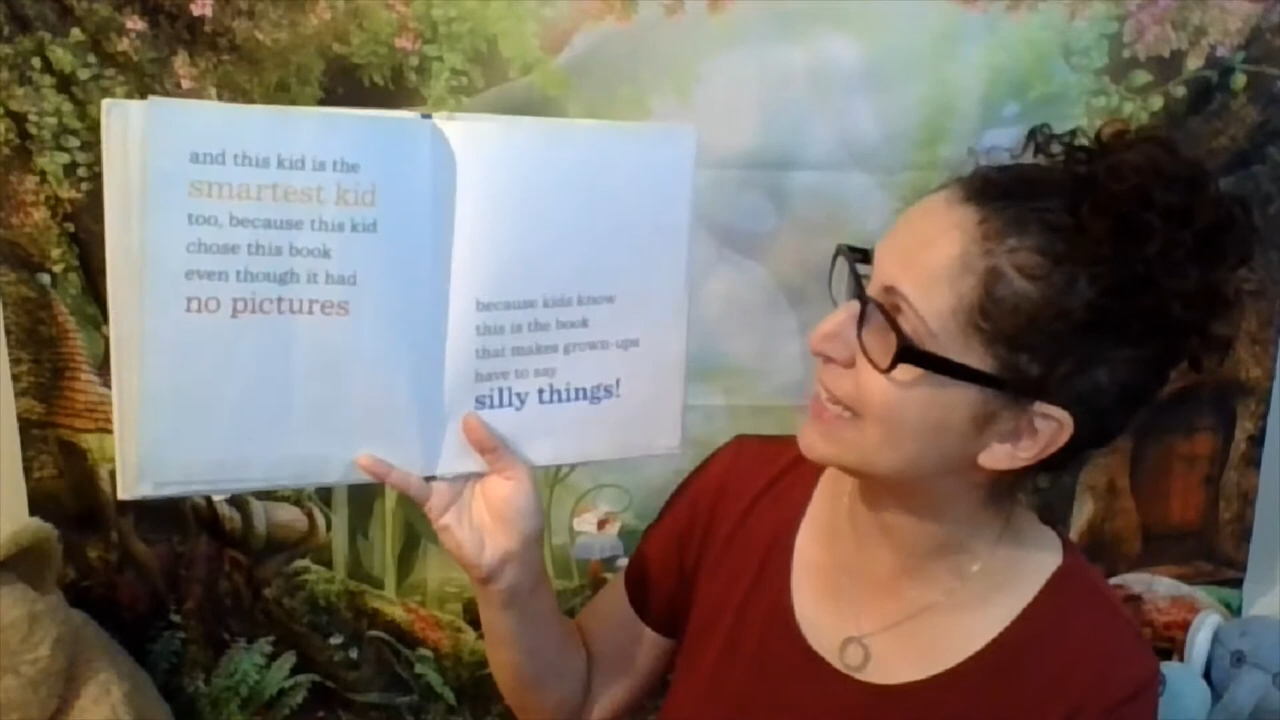 and this kid is the
smartest kid
too, because this kid
chose this book
even though it had
no pictures
because kids know
this is the book
that makes grown-ups
have to say
silly things!